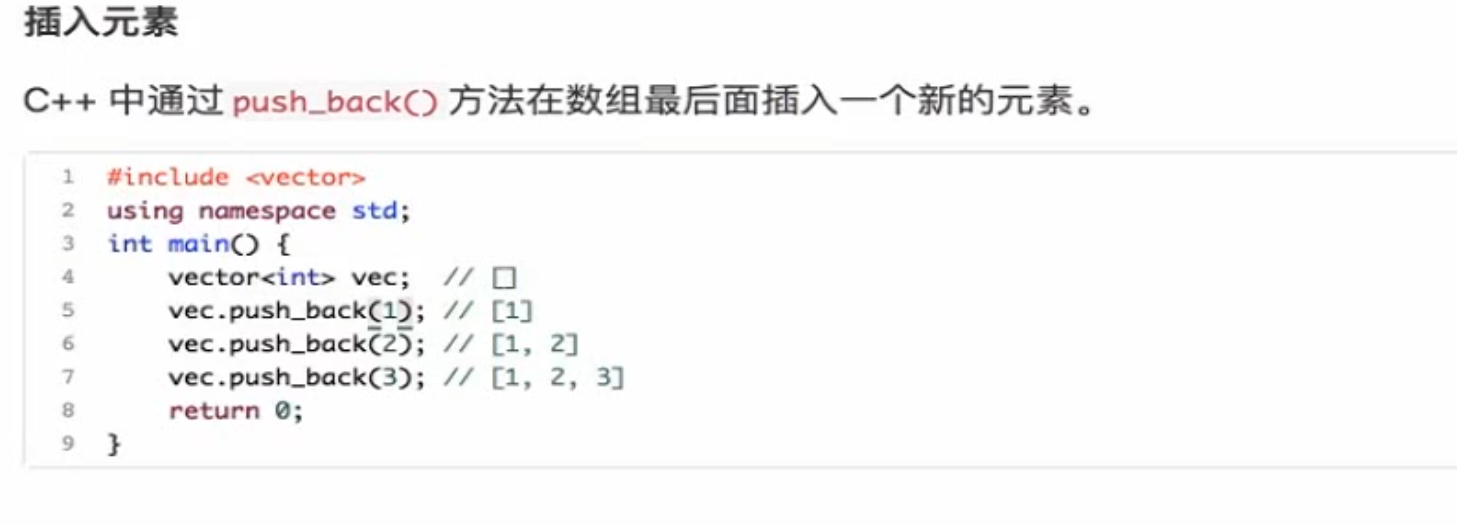 插入元素
C++ 中通过 push_back() 方法在数组最后面插入一个新的元素。
1 #include <vector>
2 using namespace std;
3 int main() {
4     vector<int> vec;  // []
5     vec.push_back(1); // [1]
6     vec.push_back(2); // [1, 2]
7     vec.push_back(3); // [1, 2, 3]
8     return 0;
9 }